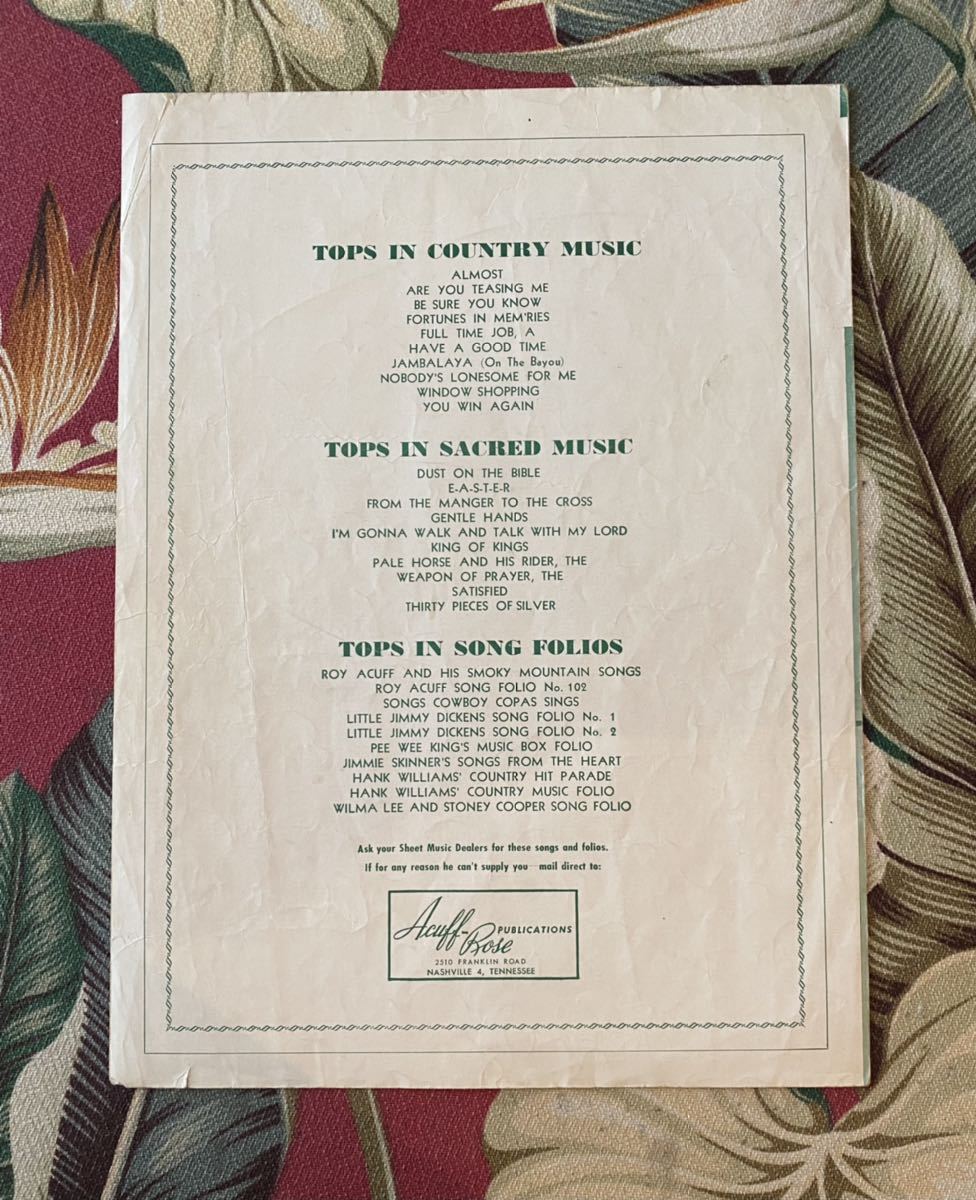 TOPS IN COUNTRY MUSIC
ALMOST
ARE YOU TEASING ME
BE SURE YOU KNOW
FORTUNES IN MEM'RIES
FULL TIME JOB, A
HAVE A GOOD TIME
JAMBALAYA (On The Bayou)
NOBODY'S LONESOME FOR ME
WINDOW SHOPPING
YOU WIN AGAIN
TOPS IN SACRED MUSIC
DUST ON THE BIBLE
E-A-S-T-E-R
FROM THE MANGER TO THE CROSS
GENTLE HANDS
I'M GONNA WALK AND TALK WITH MY LORD
KING OF KINGS
PALE HORSE AND HIS RIDER, THE
WEAPON OF PRAYER, THE
SATISFIED
THIRTY PIECES OF SILVER
TOPS IN SONG FOLIOS
ROY ACUFF AND HIS SMOKY MOUNTAIN SONGS
ROY ACUFF SONG FOLIO No. 102
SONGS COWBOY COPAS SINGS
LITTLE JIMMY DICKENS SONG FOLIO No. 1
LITTLE JIMMY DICKENS SONG FOLIO No. 2
PEE WEE KING'S MUSIC BOX FOLIO
JIMMIE SKINNER'S SONGS FROM THE HEART
HANK WILLIAMS' COUNTRY HIT PARADE
HANK WILLIAMS' COUNTRY MUSIC FOLIO
WILMA LEE AND STONEY COOPER SONG FOLIO
Ask your Sheet Music Dealers for these songs and folios.
If for any reason he can't supply you mail direct to:
Acuff-Rose PUBLICATIONS
2510 FRANKLIN ROAD
NASHVILLE 4, TENNESSEE